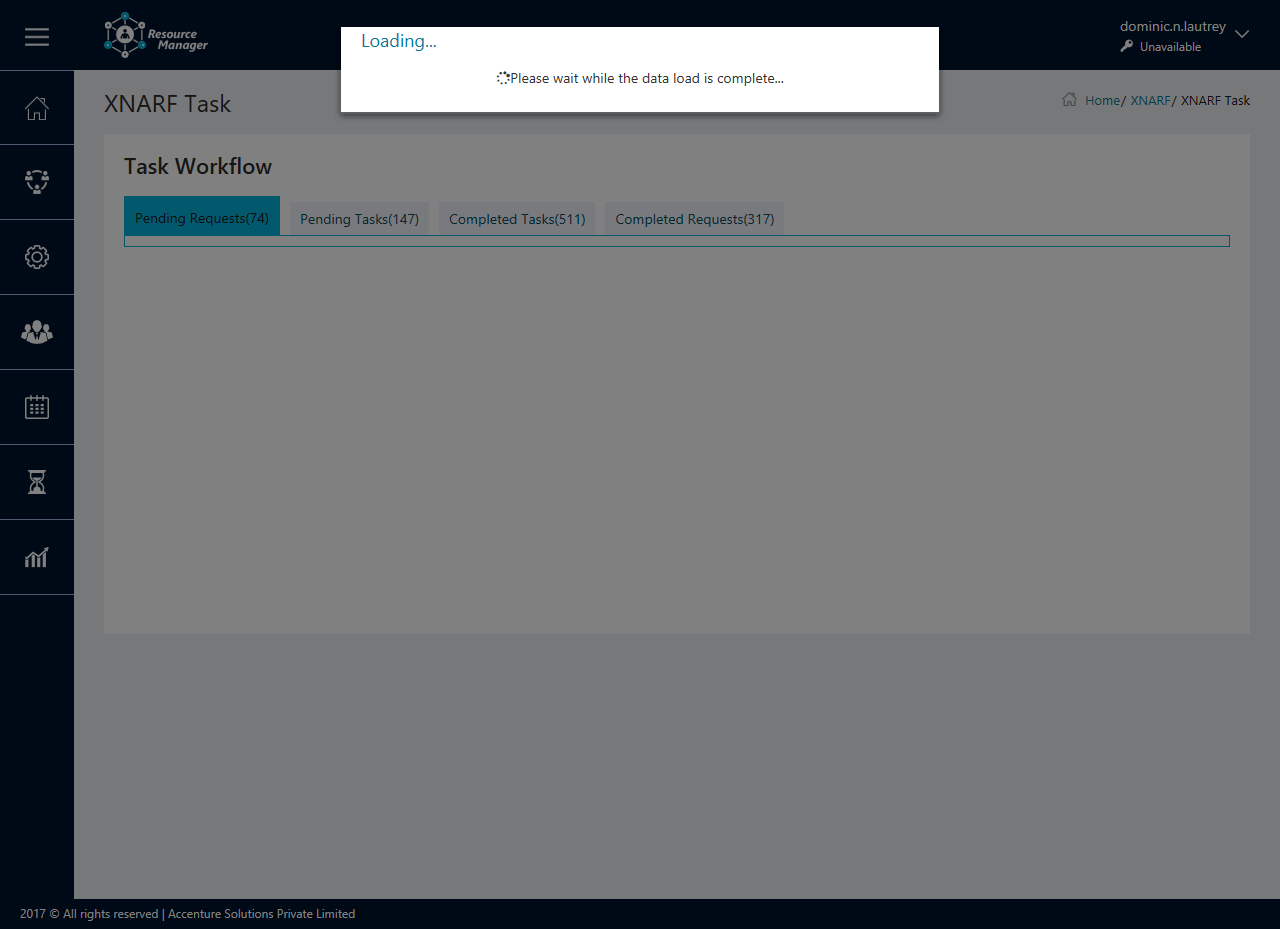 Resource
Manager
Loading...
Please wait while the data load is complete...
dominic.n.lautrey
Unavailable
XNARF Task
Home/ XNARF/ XNARF Task
Task Workflow
Pending Requests(74)
Pending Tasks(147)
Completed Tasks(511)
Completed Requests(317)
2017 © All rights reserved | Accenture Solutions Private Limited